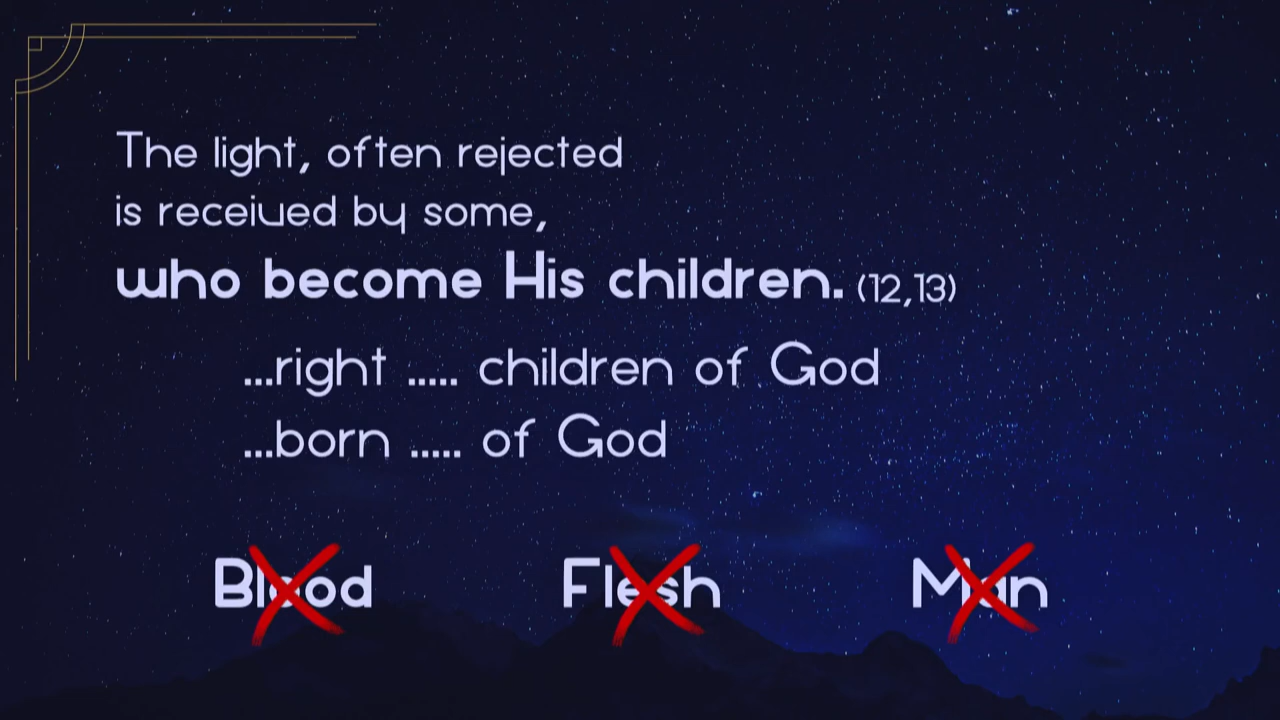 The light, often rejected
is received by some,
who become His children. (12,13)
...right ..... children of God
...born ..... of God
Blood Flesh Man